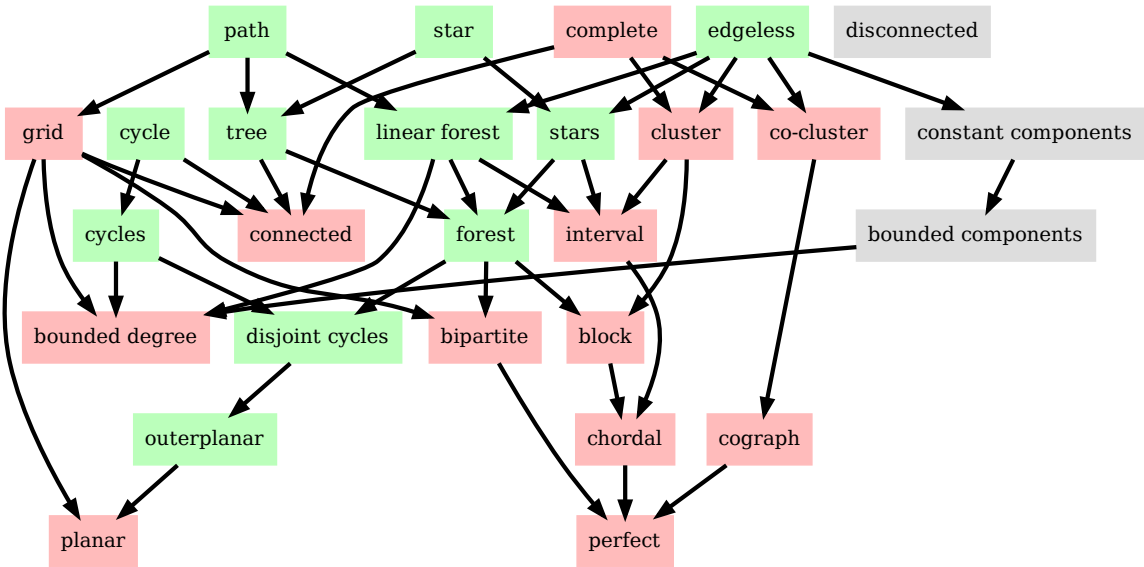 path
star
complete
edgeless
disconnected
grid
cycle
tree
linear forest
stars
cluster
co-cluster
constant components
cycles
connected
forest
interval
bounded components
bounded degree
disjoint cycles
bipartite
block
outerplanar
chordal
cograph
planar
perfect